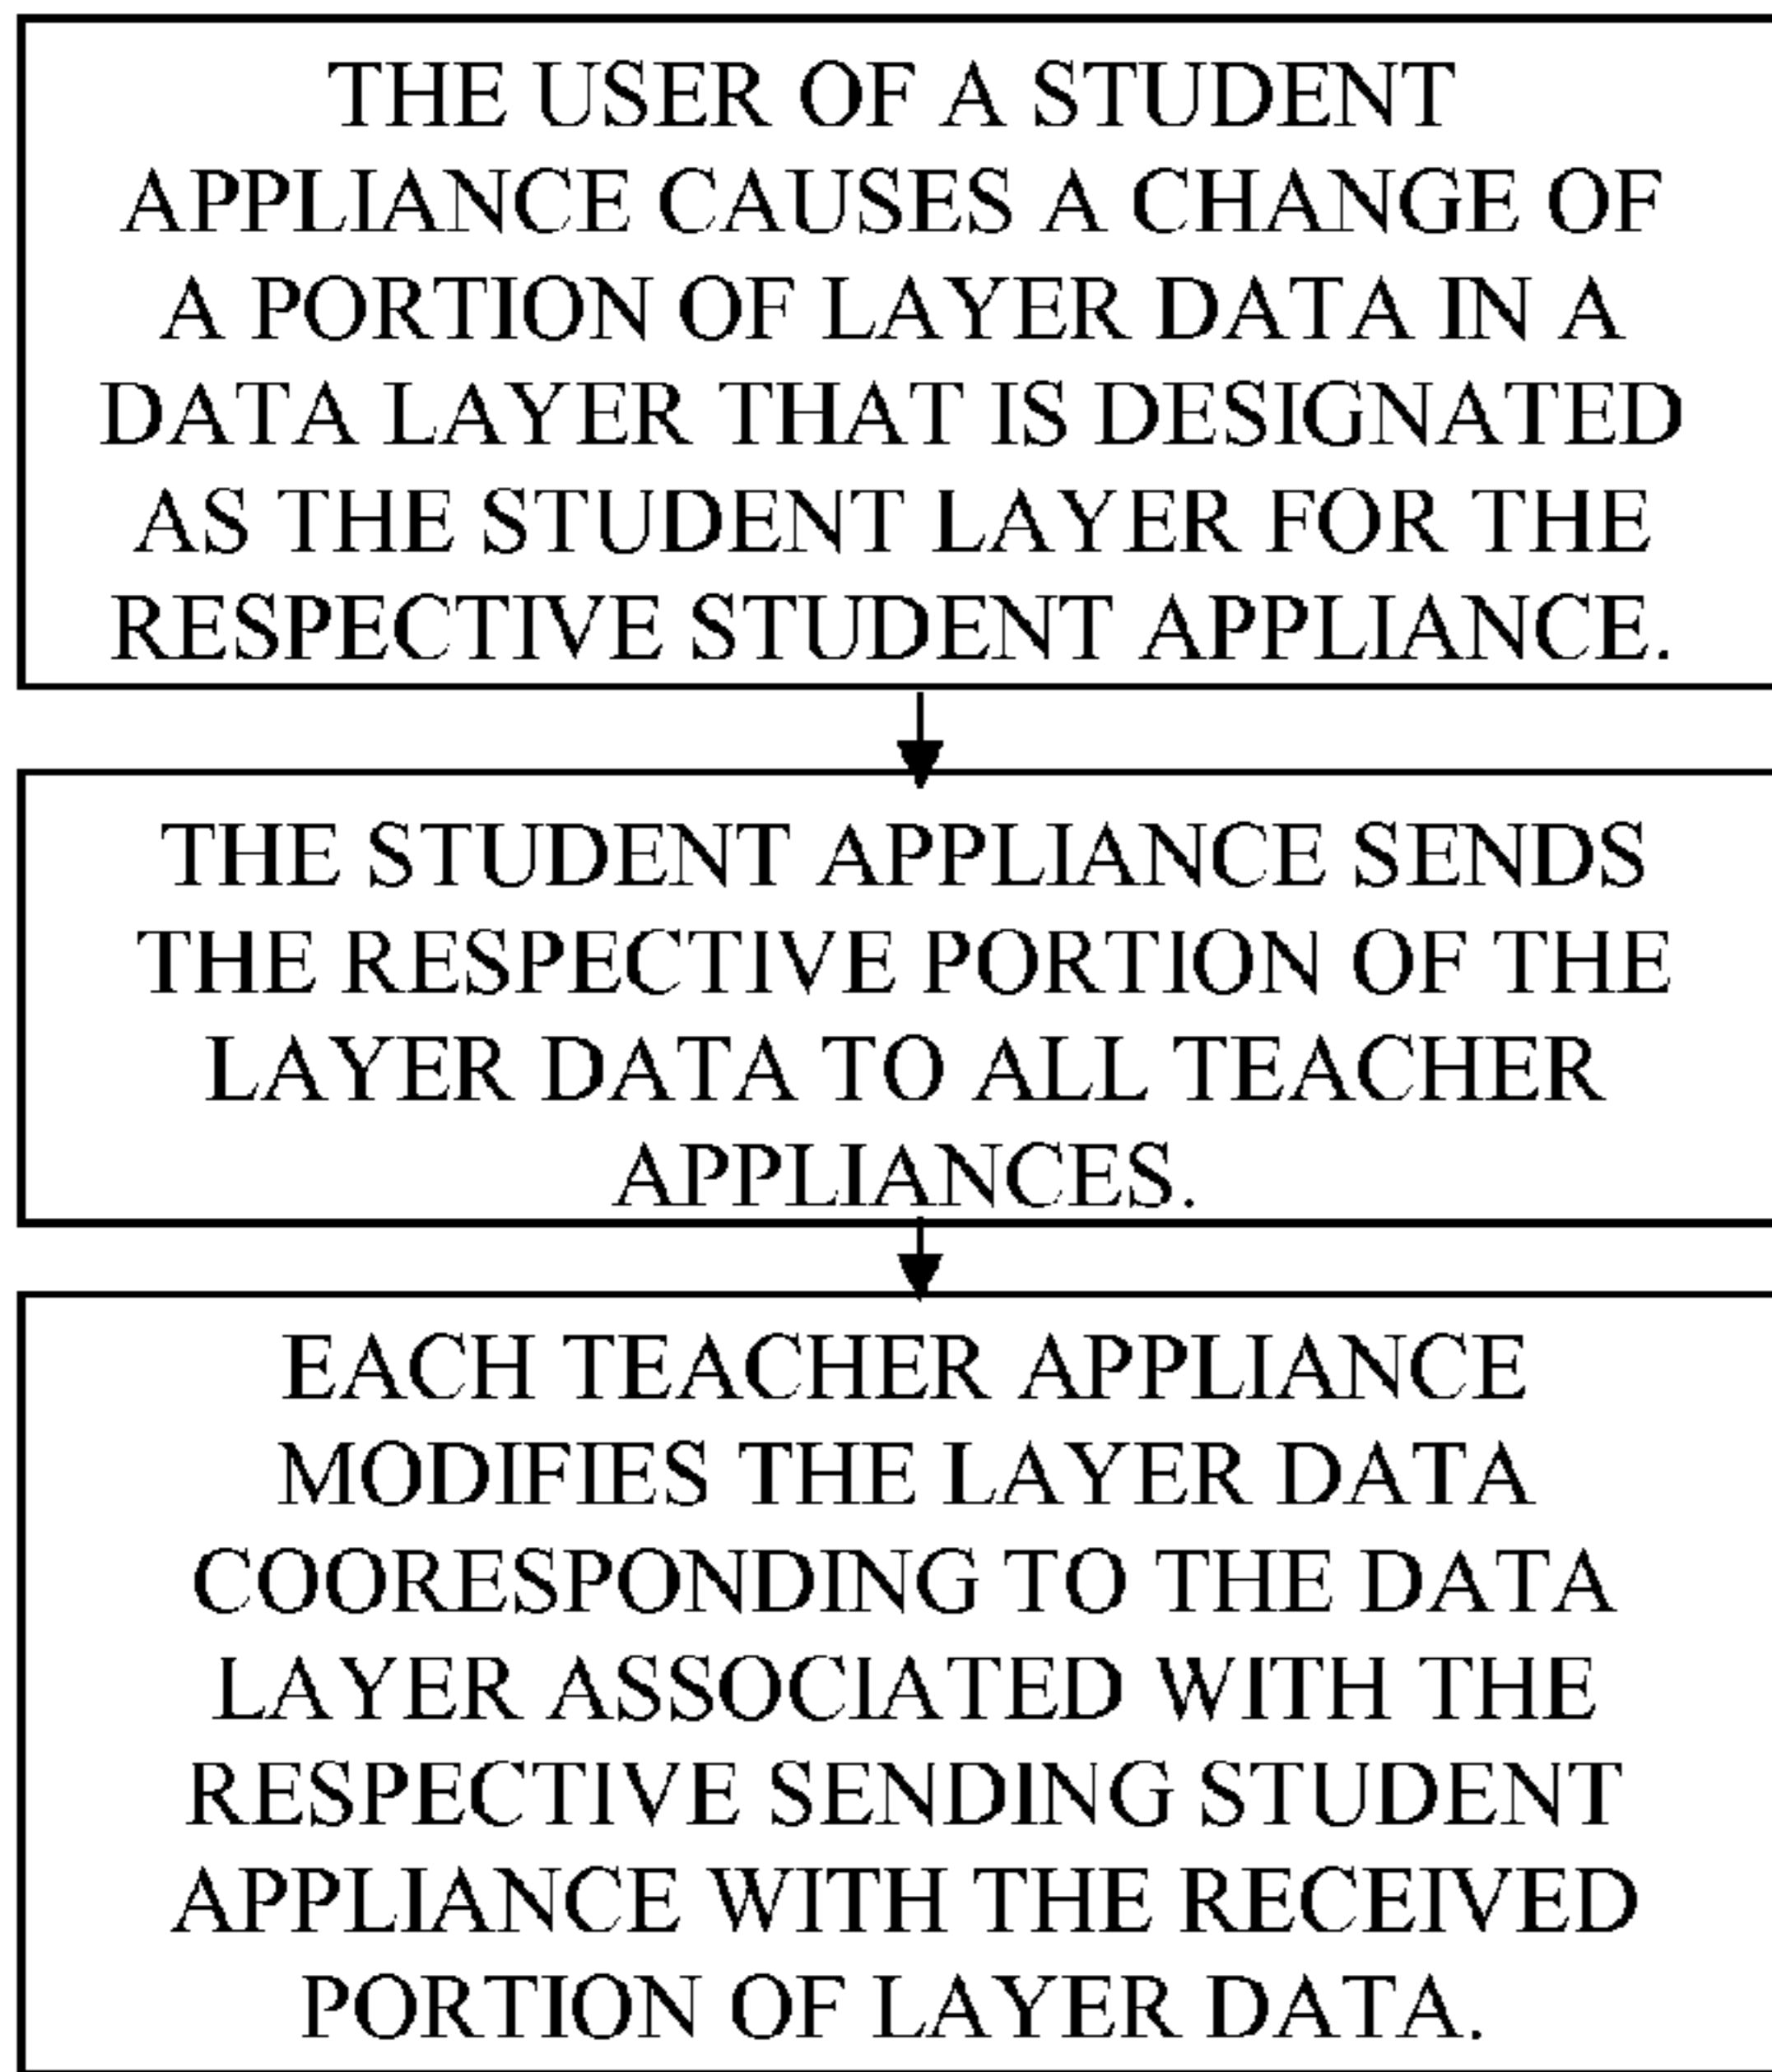 THE USER OF A STUDENT
APPLIANCE CAUSES A CHANGE OF
A PORTION OF LAYER DATA IN A
DATA LAYER THAT IS DESIGNATED
AS THE STUDENT LAYER FOR THE
RESPECTIVE STUDENT APPLIANCE.
THE STUDENT APPLIANCE SENDS
THE RESPECTIVE PORTION OF THE
LAYER DATA TO ALL TEACHER
APPLIANCES.
EACH TEACHER APPLIANCE
MODIFIES THE LAYER DATA
COORESPONDING TO THE DATA
LAYER ASSOCIATED WITH THE
RESPECTIVE SENDING STUDENT
APPLIANCE WITH THE RECEIVED
PORTION OF LAYER DATA.